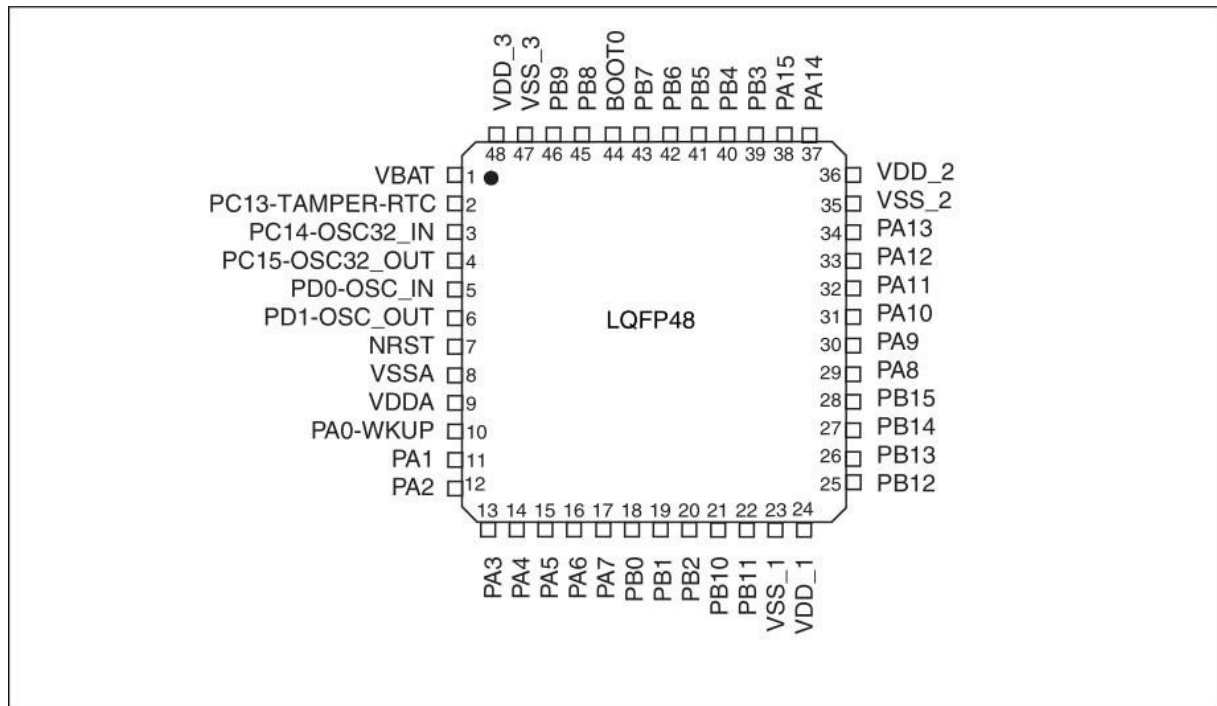 VDD_3
VSS_3
PB9
PB8
BOOT0
PB7
PB6
PB5
PB4
PB3
PA15
PA14
48 47 46 45 44 43 42 41 40 39 38 37
VBAT 1
PC13-TAMPER-RTC 2
PC14-OSC32_IN 3
PC15-OSC32_OUT 4
PD0-OSC_IN 5
PD1-OSC_OUT 6
NRST 7
VSSA 8
VDDA 9
PA0-WKUP 10
PA1 11
PA2 12
LQFP48
36 VDD_2
35 VSS_2
34 PA13
33 PA12
32 PA11
31 PA10
30 PA9
29 PA8
28 PB15
27 PB14
26 PB13
25 PB12
13 14 15 16 17 18 19 20 21 22 23 24
PA3
PA4
PA5
PA6
PA7
PB0
PB1
PB2
PB10
PB11
VSS_1
VDD_1